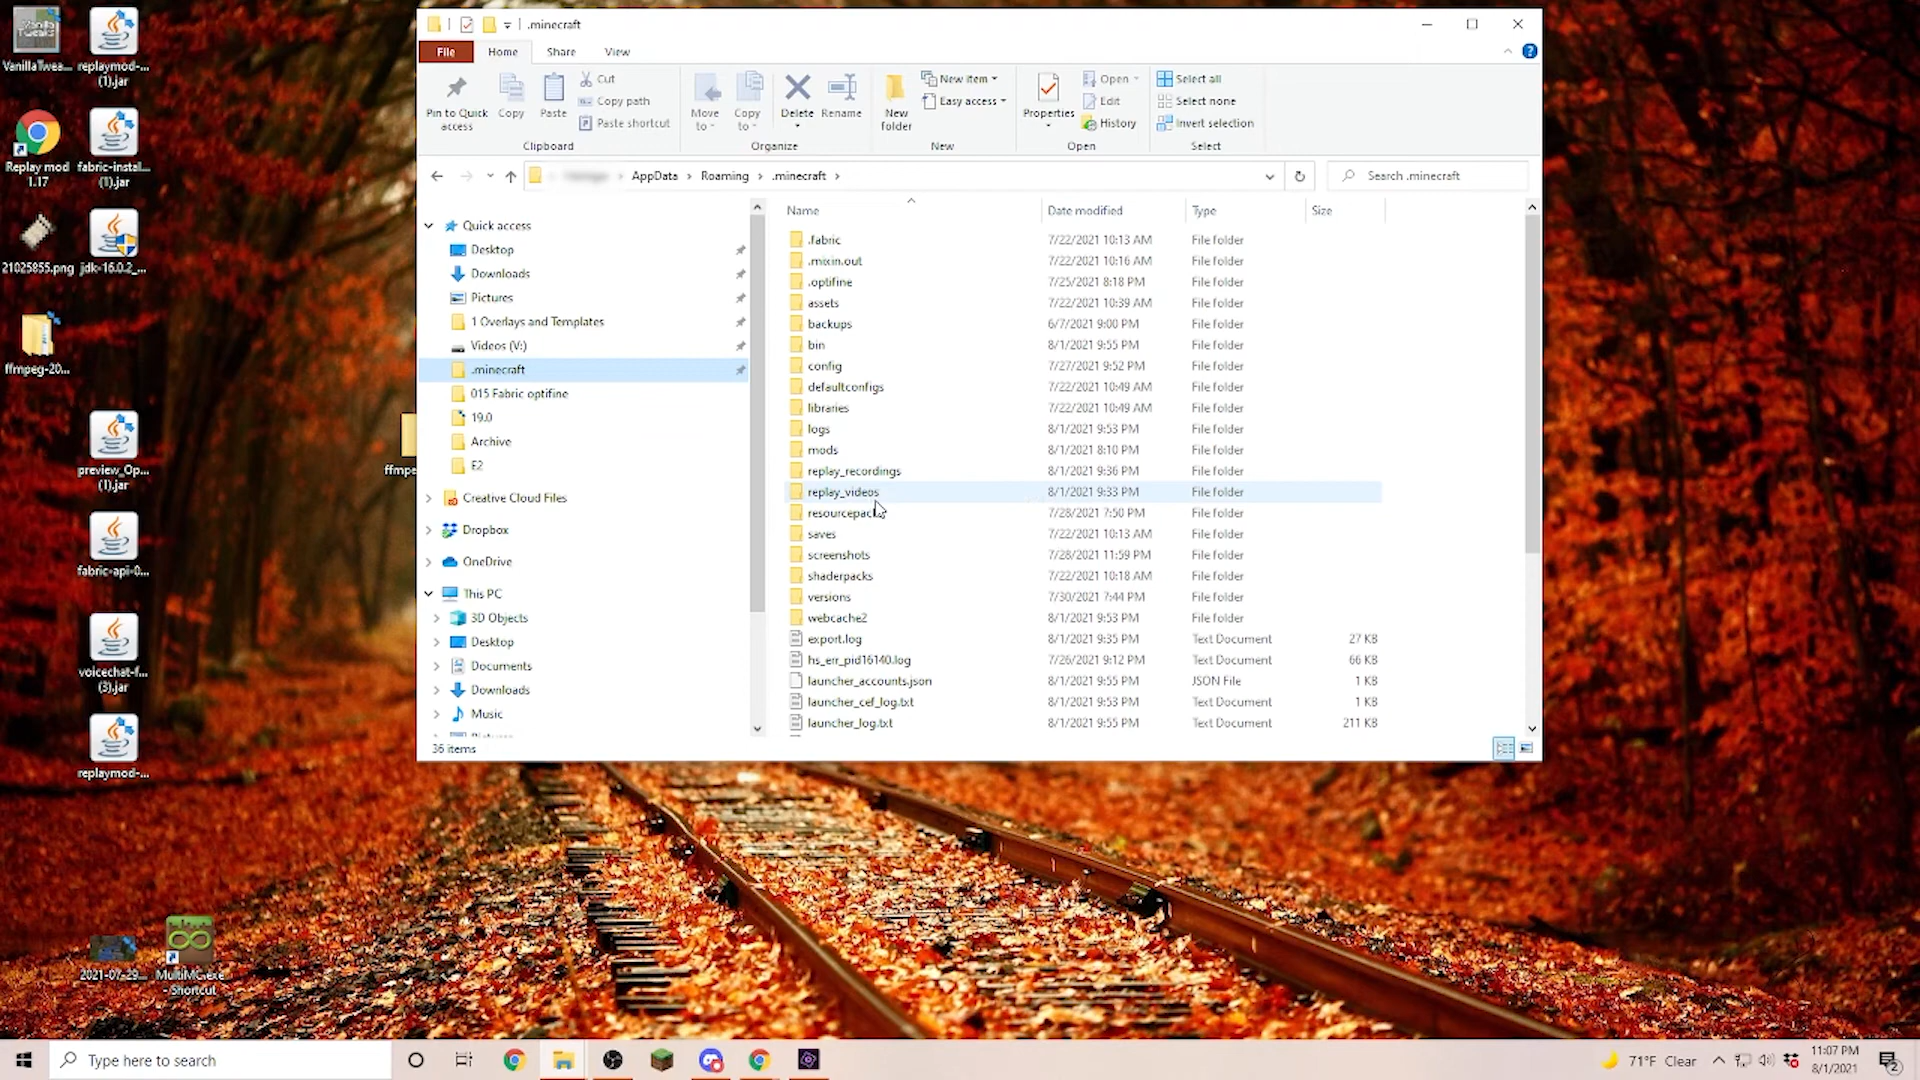 VanillaTwea...
replaymod-...
(1).jar
Replay mod
1.17
fabric-instal...
(1).jar
21025855.png
jdk-16.0.2_...
ffmpeg-20...
preview_Op...
(1).jar
fabric-api-0...
voicechat-f...
(3).jar
replaymod-...
2021-07-29...
MultiMC.exe
- Shortcut
ffmpe
.minecraft
File
Home
Share
View
Pin to Quick
access
Copy
Paste
Cut
Copy path
Paste shortcut
Clipboard
Move
to
Copy
to
Delete
Rename
Organize
New
folder
New item
Easy access
New
Properties
Open
Edit
History
Open
Select all
Select none
Invert selection
Select
AppData
Roaming
.minecraft
Search .minecraft
Quick access
Desktop
Downloads
Pictures
1 Overlays and Templates
Videos (V:)
.minecraft
015 Fabric optifine
19.0
Archive
E2
Creative Cloud Files
Dropbox
OneDrive
This PC
3D Objects
Desktop
Documents
Downloads
Music
Name Date modified Type Size
.fabric 7/22/2021 10:13 AM File folder
.mixin.out 7/22/2021 10:16 AM File folder
.optifine 7/25/2021 8:18 PM File folder
assets 7/22/2021 10:39 AM File folder
backups 6/7/2021 9:00 PM File folder
bin 8/1/2021 9:55 PM File folder
config 7/27/2021 9:52 PM File folder
defaultconfigs 7/22/2021 10:49 AM File folder
libraries 7/22/2021 10:49 AM File folder
logs 8/1/2021 9:53 PM File folder
mods 8/1/2021 8:10 PM File folder
replay_recordings 8/1/2021 9:36 PM File folder
replay_videos 8/1/2021 9:33 PM File folder
resourcepacks 7/28/2021 7:50 PM File folder
saves 7/22/2021 10:13 AM File folder
screenshots 7/28/2021 11:59 PM File folder
shaderpacks 7/22/2021 10:18 AM File folder
versions 7/30/2021 7:44 PM File folder
webcache2 8/1/2021 9:53 PM File folder
export.log 8/1/2021 9:35 PM Text Document 27 KB
hs_err_pid16140.log 7/26/2021 9:12 PM Text Document 66 KB
launcher_accounts.json 8/1/2021 9:55 PM JSON File 1 KB
launcher_cef_log.txt 8/1/2021 9:53 PM Text Document 1 KB
launcher_log.txt 8/1/2021 9:55 PM Text Document 211 KB
36 items
Type here to search
71°F Clear
11:07 PM
8/1/2021
2